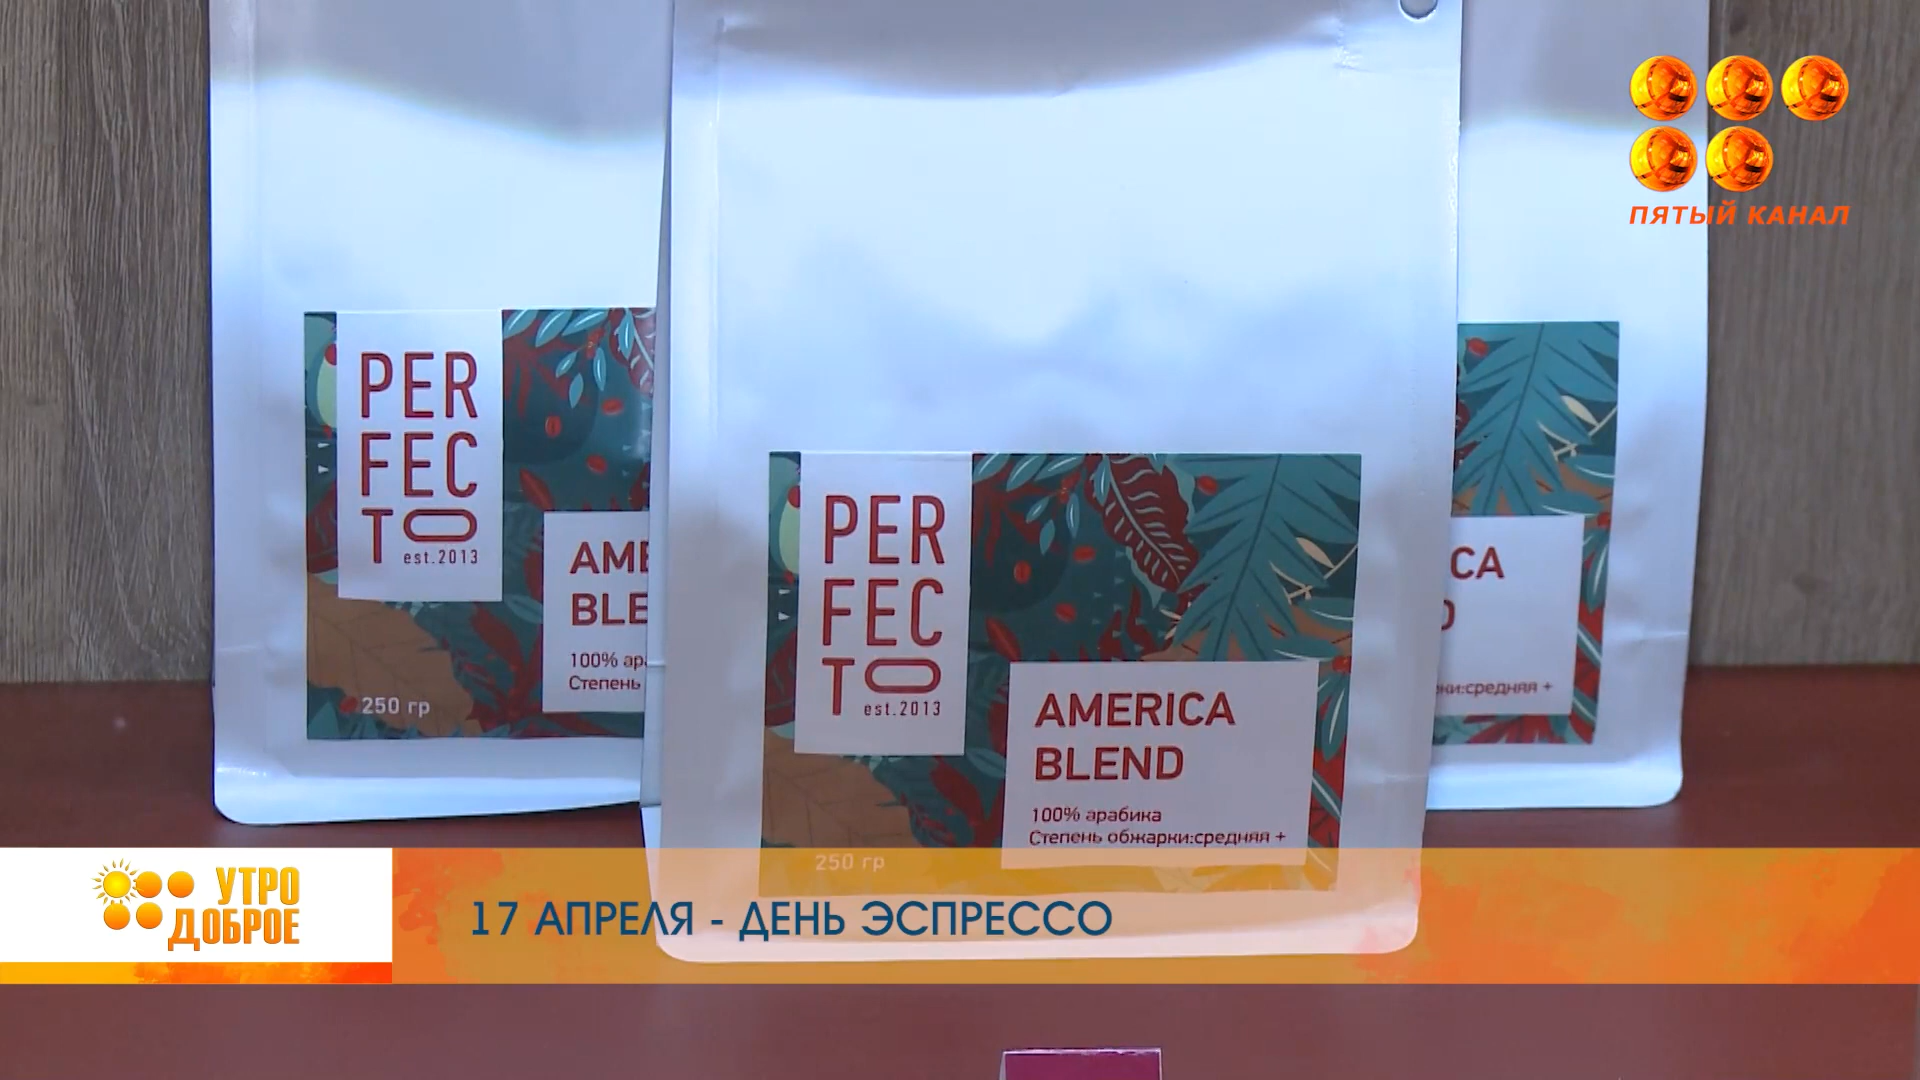 ПЯТЫЙ КАНАЛ
PER
FEC
TO
est.2013
250 гр
AME
BLE
100% ара
Степень
PER
FEC
TO
est.2013
250 гр
AMERICA
BLEND
100% арабика
Степень обжарки:средняя +
CA
D
ки:средняя +
УТРО
ДОБРОЕ
17 АПРЕЛЯ - ДЕНЬ ЭСПРЕССО